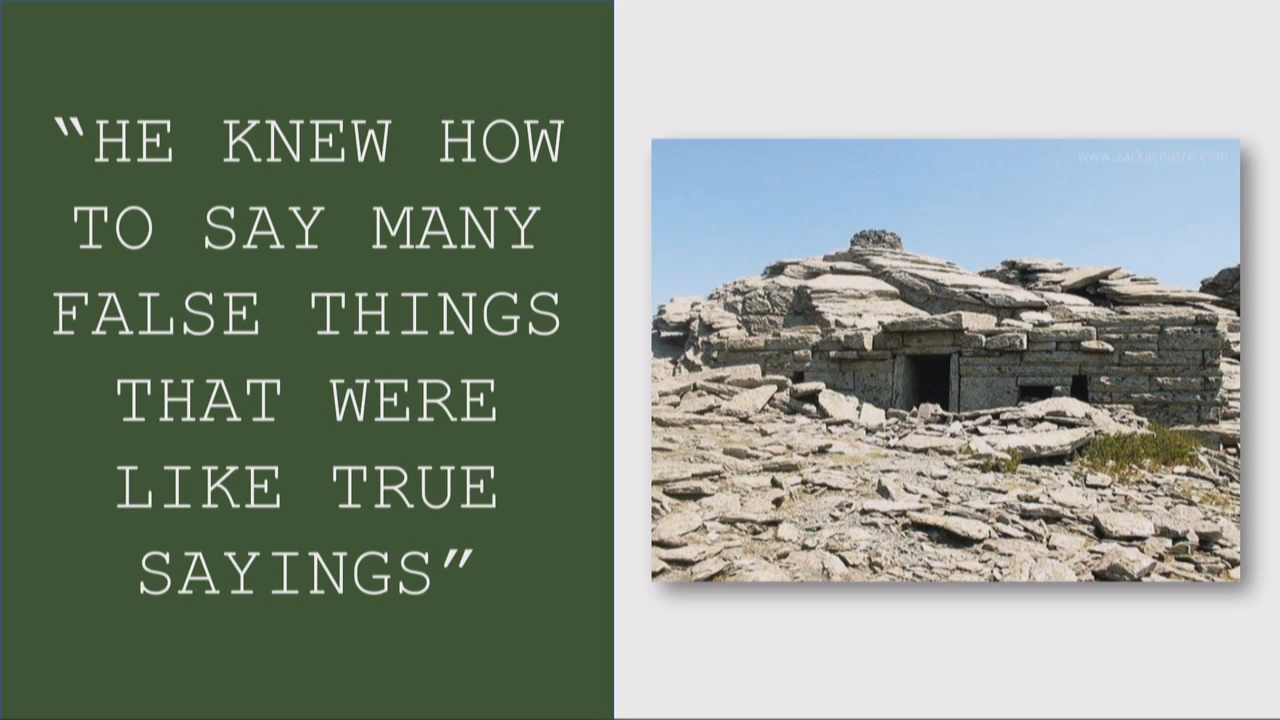 “HE KNEW HOW
TO SAY MANY
FALSE THINGS
THAT WERE
LIKE TRUE
SAYINGS”